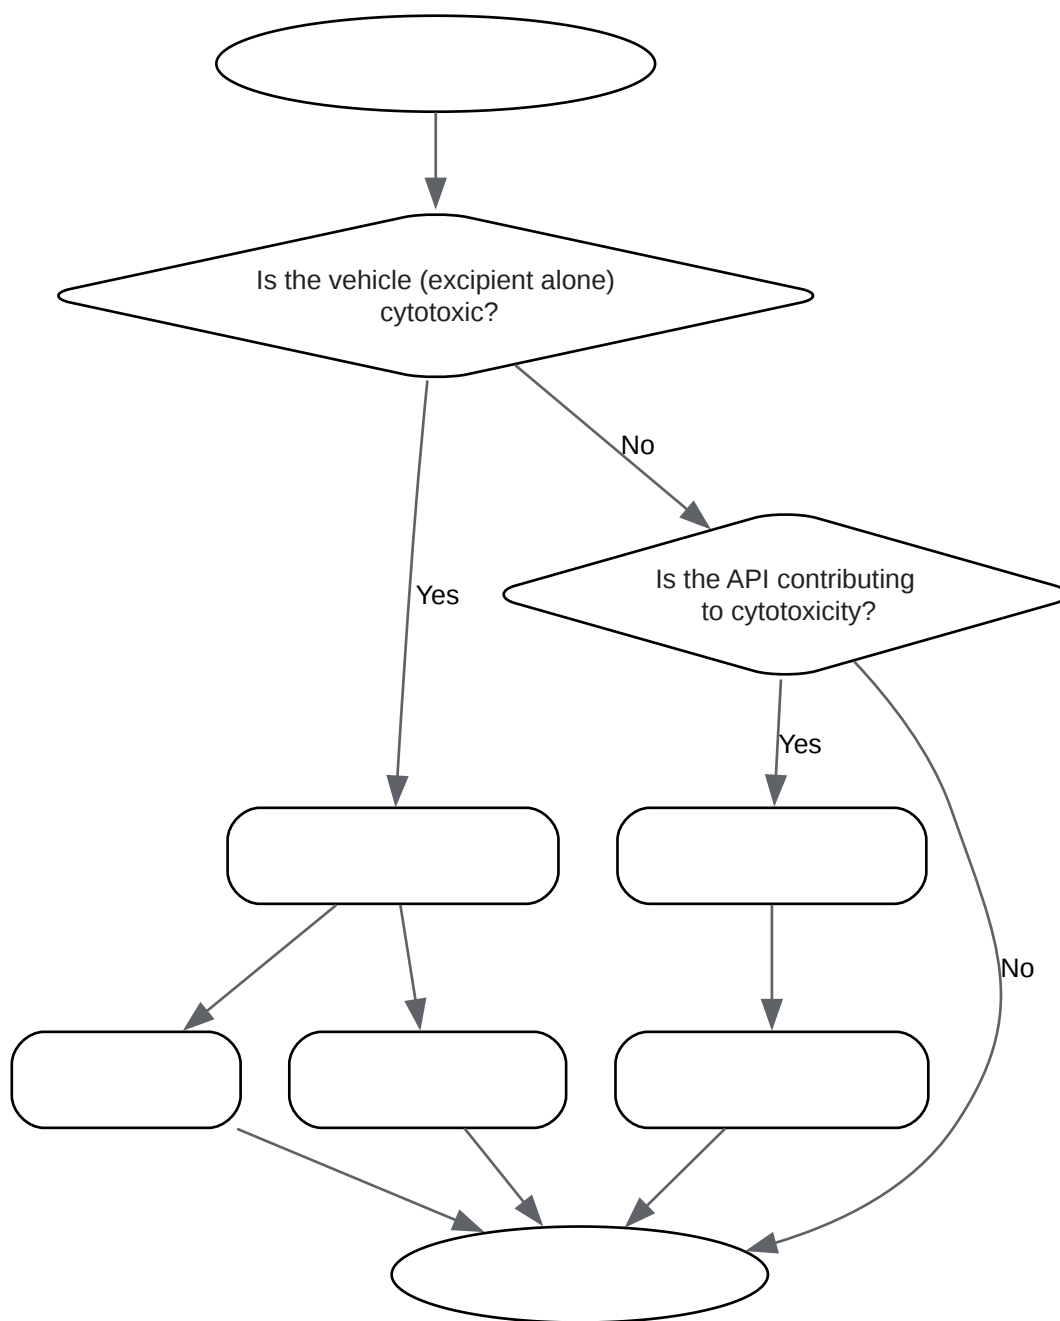 Is the vehicle (excipient alone)
cytotoxic?
No
Is the API contributing
to cytotoxicity?
Yes
Yes
No